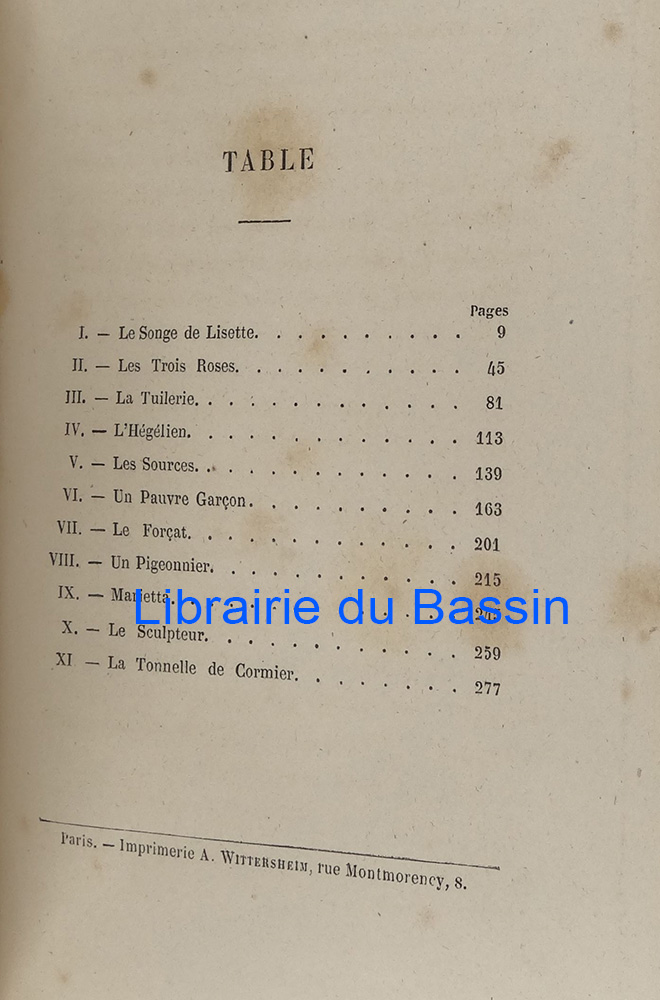 TABLE
Pages
I. — Le Songe de Lisette. . . . . . . . . . 9
II. — Les Trois Roses. . . . . . . . . . 45
III. — La Tuilerie. . . . . . . . . . . . 81
IV. — L'Hégélien. . . . . . . . . . . . 113
V. — Les Sources. . . . . . . . . . . . 139
VI. — Un Pauvre Garçon. . . . . . . . . . 163
VII. — Le Forçat. . . . . . . . . . . . 201
VIII. — Un Pigeonnier. . . . . . . . . . . 215
IX. — Marietta. . . . . . . . . . .
Librairie du Bassin
X. — Le Sculpteur. . . . . . . . . . . 259
XI — La Tonnelle de Cormier. . . . . . . . 277
Paris. — Imprimerie A. WITTERSHEIM, rue Montmorency, 8.